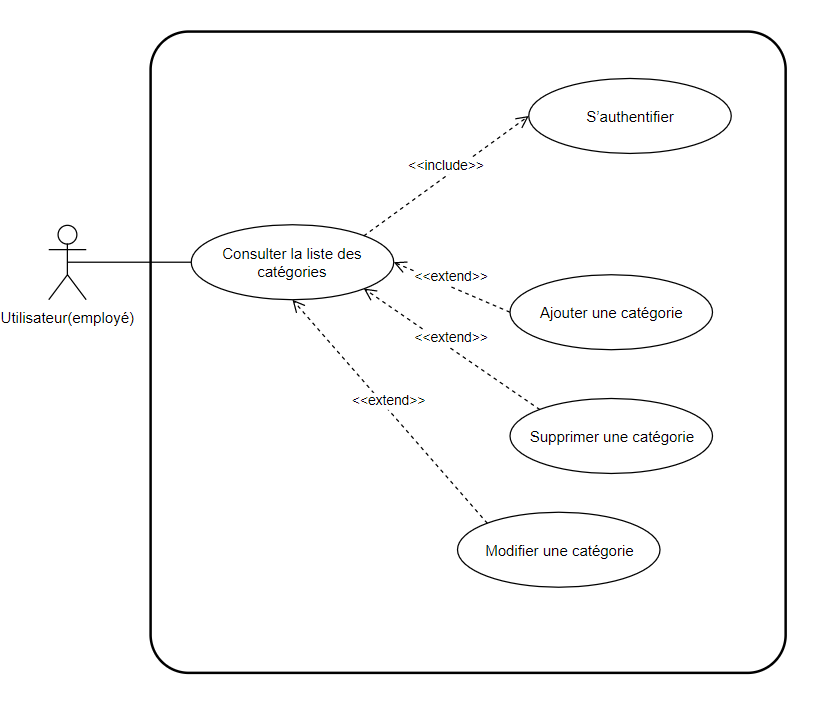 S'authentifier
<<include>>
Consulter la liste des
catégories
<<extend>>
Ajouter une catégorie
Utilisateur(employé)
<<extend>>
<<extend>>
Supprimer une catégorie
Modifier une catégorie